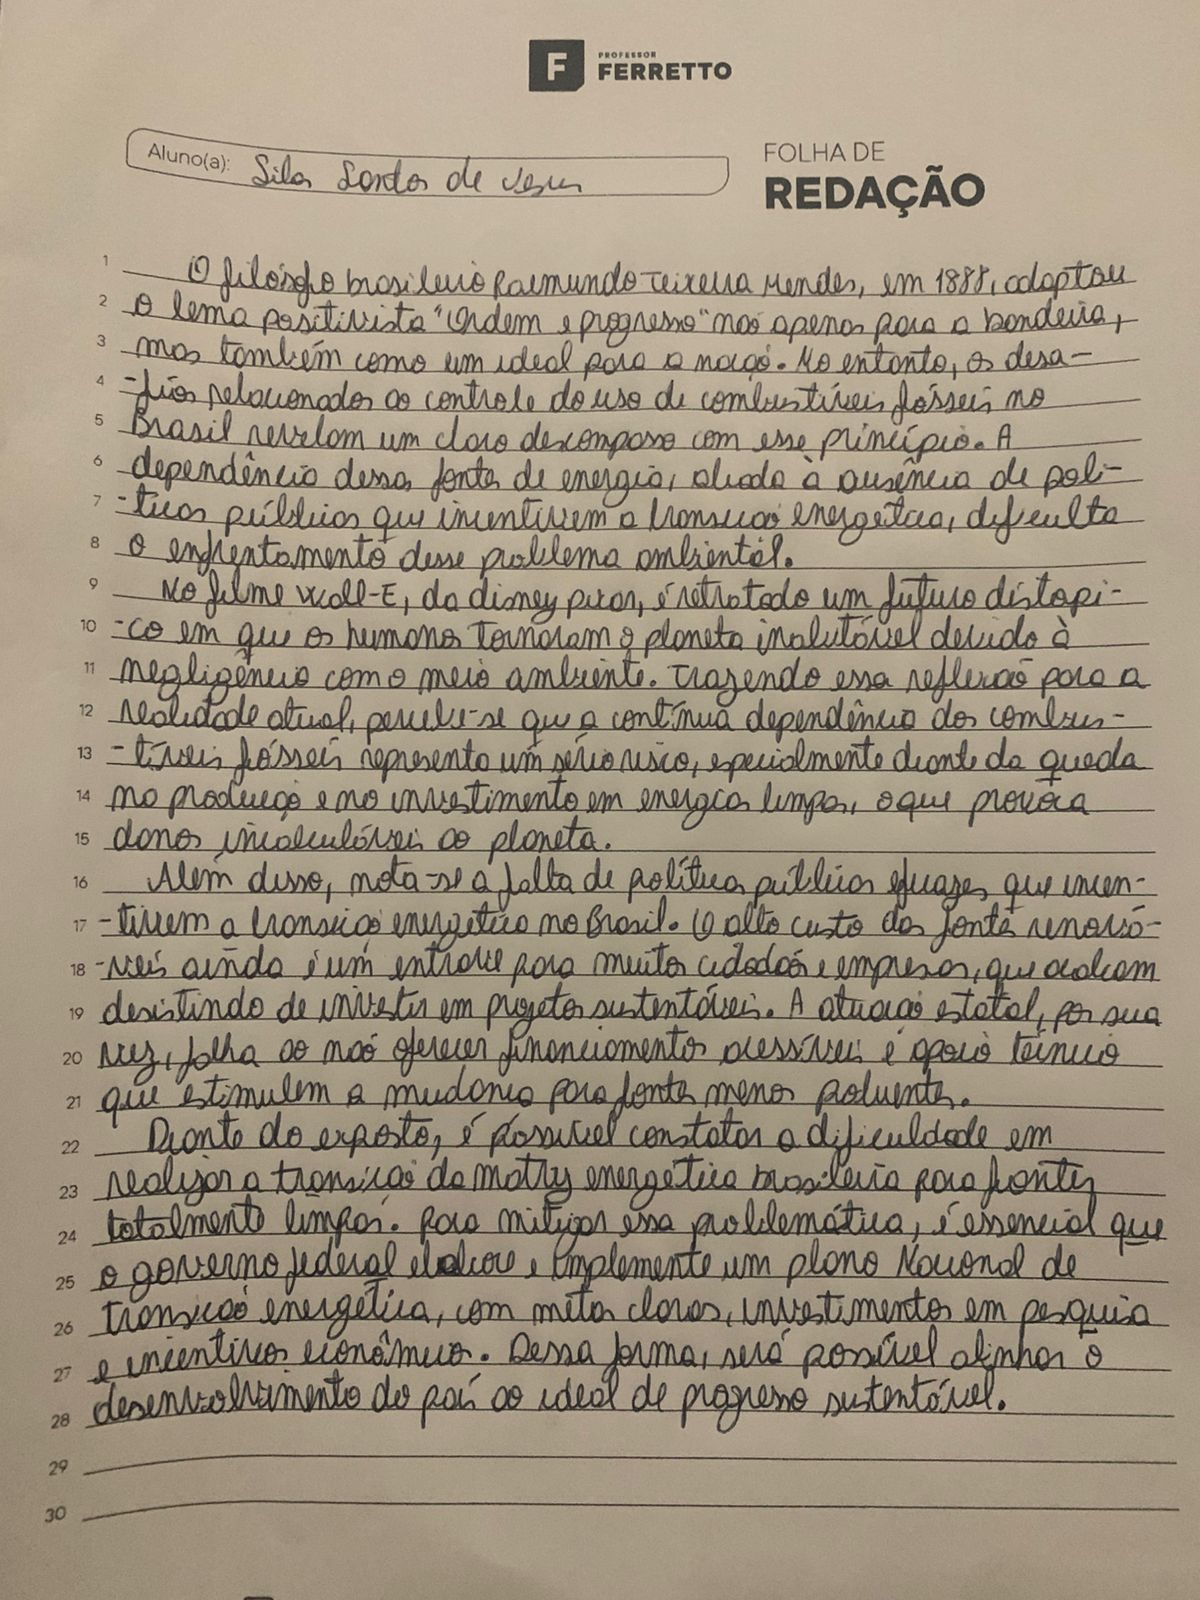 PROFESSOR
FERRETTO
Aluno(a): Silas Santos de Jesus
FOLHA DE
REDAÇÃO
1 O filósofo brasileiro Raimundo Teixeira Mendes, em 1888, adaptou
2 o lema positivista "Ordem e progresso" não apenas para a bandeira,
3 mas também como um ideal para a nação. No entanto, os desa-
4 -fios relacionados ao controle do uso de combustíveis fósseis no
5 Brasil revelam um claro descompasso com esse princípio. A
6 dependência dessa fonte de energia, aliada à ausência de polí-
7 -ticas públicas que incentivem a transição energética, dificulta
8 o enfrentamento desse problema ambiental.
9 No filme Wall-E, da disney pixar, é retratado um futuro distópi-
10 -co em que os humanos tornaram o planeta inabitável devido à
11 negligência com o meio ambiente. Trazendo essa reflexão para a
12 realidade atual, percebe-se que a contínua dependência dos combus-
13 -tíveis fósseis representa um sério risco, especialmente diante da queda
14 na produção e no investimento em energias limpas, o que provoca
15 danos incalculáveis ao planeta.
16 Além disso, nota-se a falta de políticas públicas eficazes que incen-
17 -tivem a transição energética no Brasil. O alto custo das fontes renová-
18 -veis ainda é um entrave para muitos cidadãos e empresas, que acabam
19 desistindo de investir em projetos sustentáveis. A atuação estatal, por sua
20 vez, falha ao não oferecer financiamentos acessíveis e apoio técnico
21 que estimulem a mudança para fontes menos poluentes.
22 Diante do exposto, é possível constatar a dificuldade em
23 realizar a transição da matriz energética brasileira para fontes
24 totalmente limpas. Para mitigar essa problemática, é essencial que
25 o governo federal elabore e implemente um plano Nacional de
26 transição energética, com metas claras, investimentos em pesquisa
27 e incentivos econômicos. Dessa forma, será possível alinhar o
28 desenvolvimento do país ao ideal de progresso sustentável.
29
30